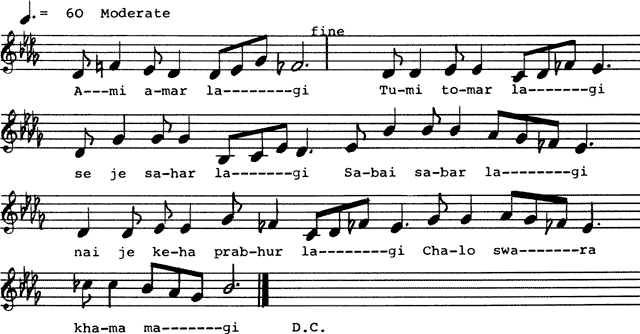 ♩. = 60 Moderate
fine
A---mi a-mar la--------gi Tu-mi to-mar la-------gi
se je sa-har la-------gi Sa-bai sa-bar la-------gi
nai je ke-ha prab-hur la-------gi Cha-lo swa-------ra
kha-ma ma-------gi D.C.